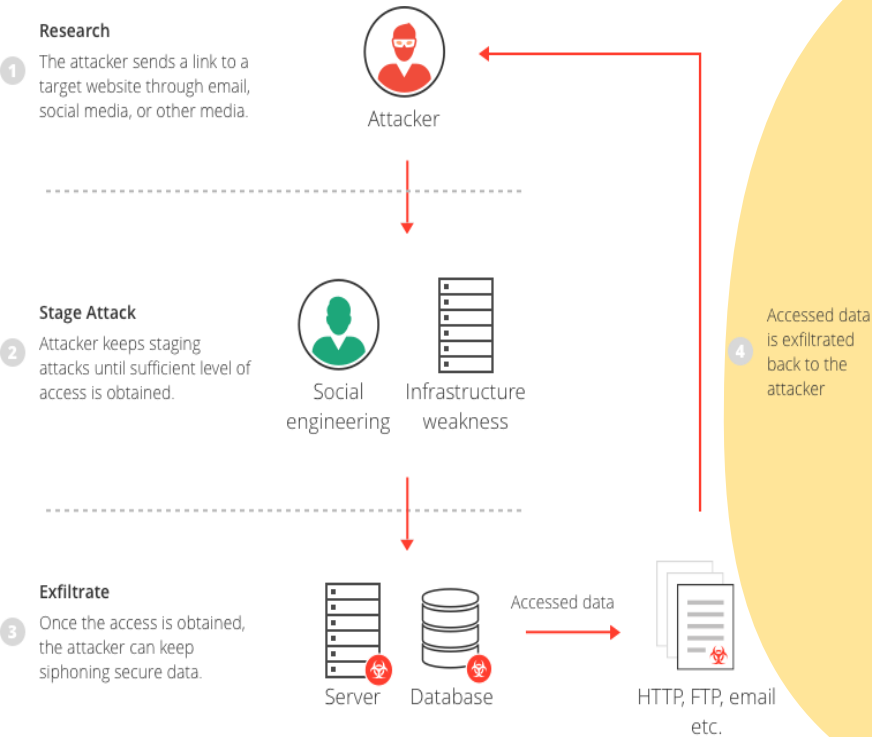 Research
1
The attacker sends a link to a
target website through email,
social media, or other media.
Attacker
Stage Attack
2
Attacker keeps staging
attacks until sufficient level of
access is obtained.
Social
engineering
Infrastructure
weakness
4
Accessed data
is exfiltrated
back to the
attacker
Exfiltrate
3
Once the access is obtained,
the attacker can keep
siphoning secure data.
Server
Database
Accessed data
HTTP, FTP, email
etc.